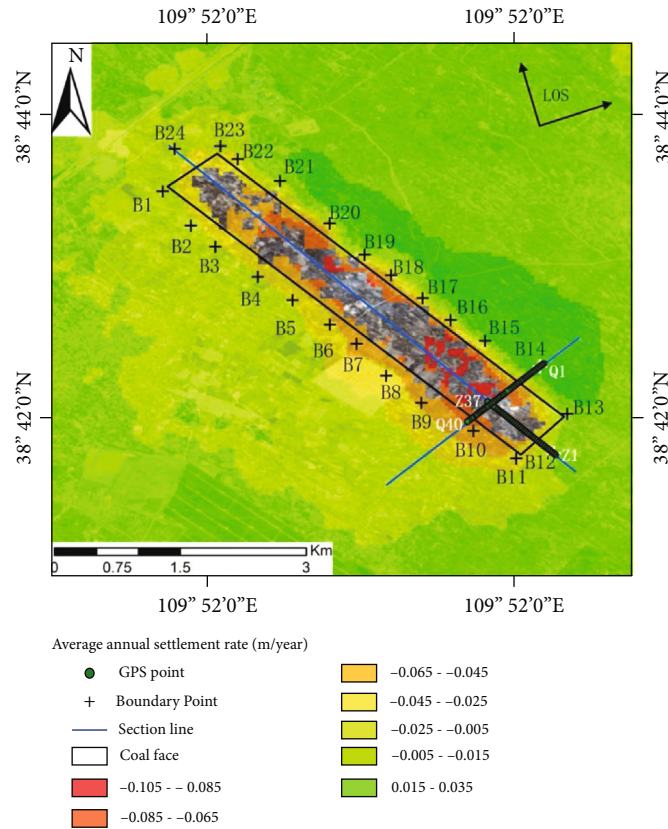 109" 52'0"E 109" 52'0"E
N
LOS
38" 44'0"N 38" 44'0"N
B24 B23
B22
B21
B1
B20
B2
B3
B19
B18
B4
B17
B5
B16
B6
B15
B7
B14
B8
Q1
Z37
B13
B9
Q40
38" 42'0"N 38" 42'0"N
B10
B12
Z1
B11
Km
0 0.75 1.5 3
109" 52'0"E 109" 52'0"E
Average annual settlement rate (m/year)
GPS point
Boundary Point
Section line
Coal face
–0.105 - – 0.085
–0.085 - –0.065
–0.065 - –0.045
–0.045 - –0.025
–0.025 - –0.005
–0.005 - –0.015
0.015 - 0.035